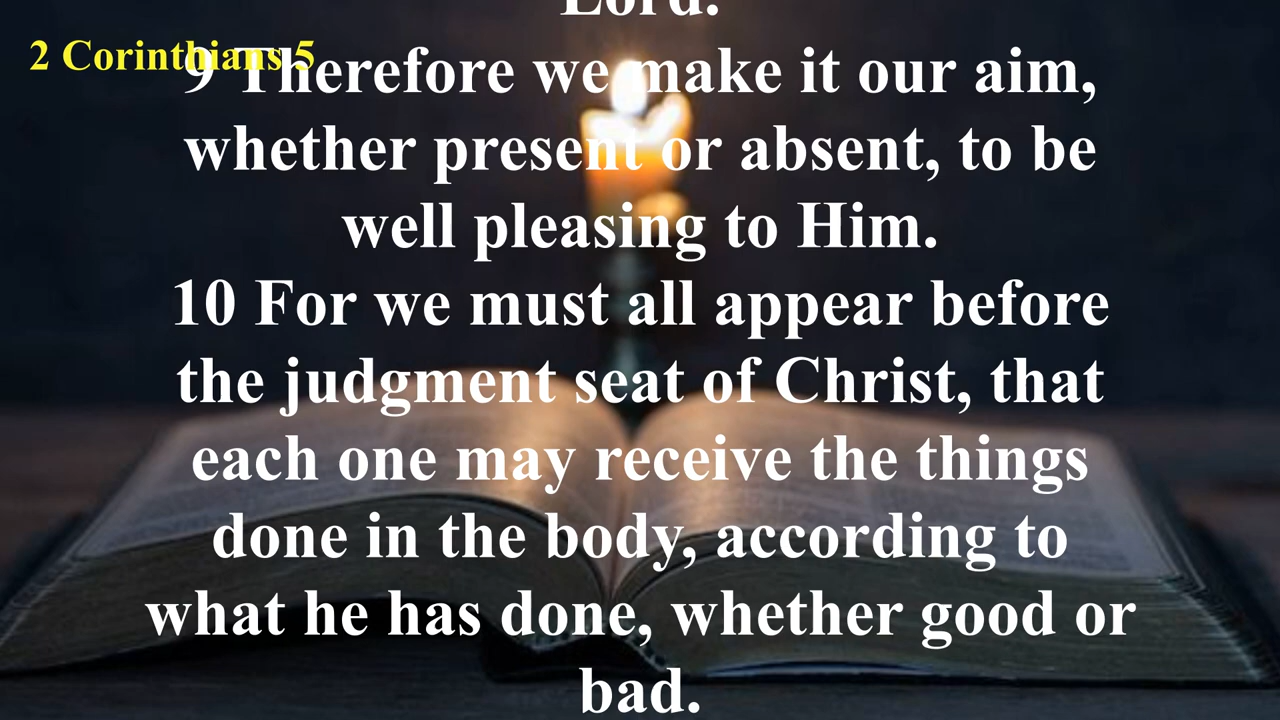 Lord.
2 Corinthians 5
9 Therefore we make it our aim,
whether present or absent, to be
well pleasing to Him.
10 For we must all appear before
the judgment seat of Christ, that
each one may receive the things
done in the body, according to
what he has done, whether good or
bad.